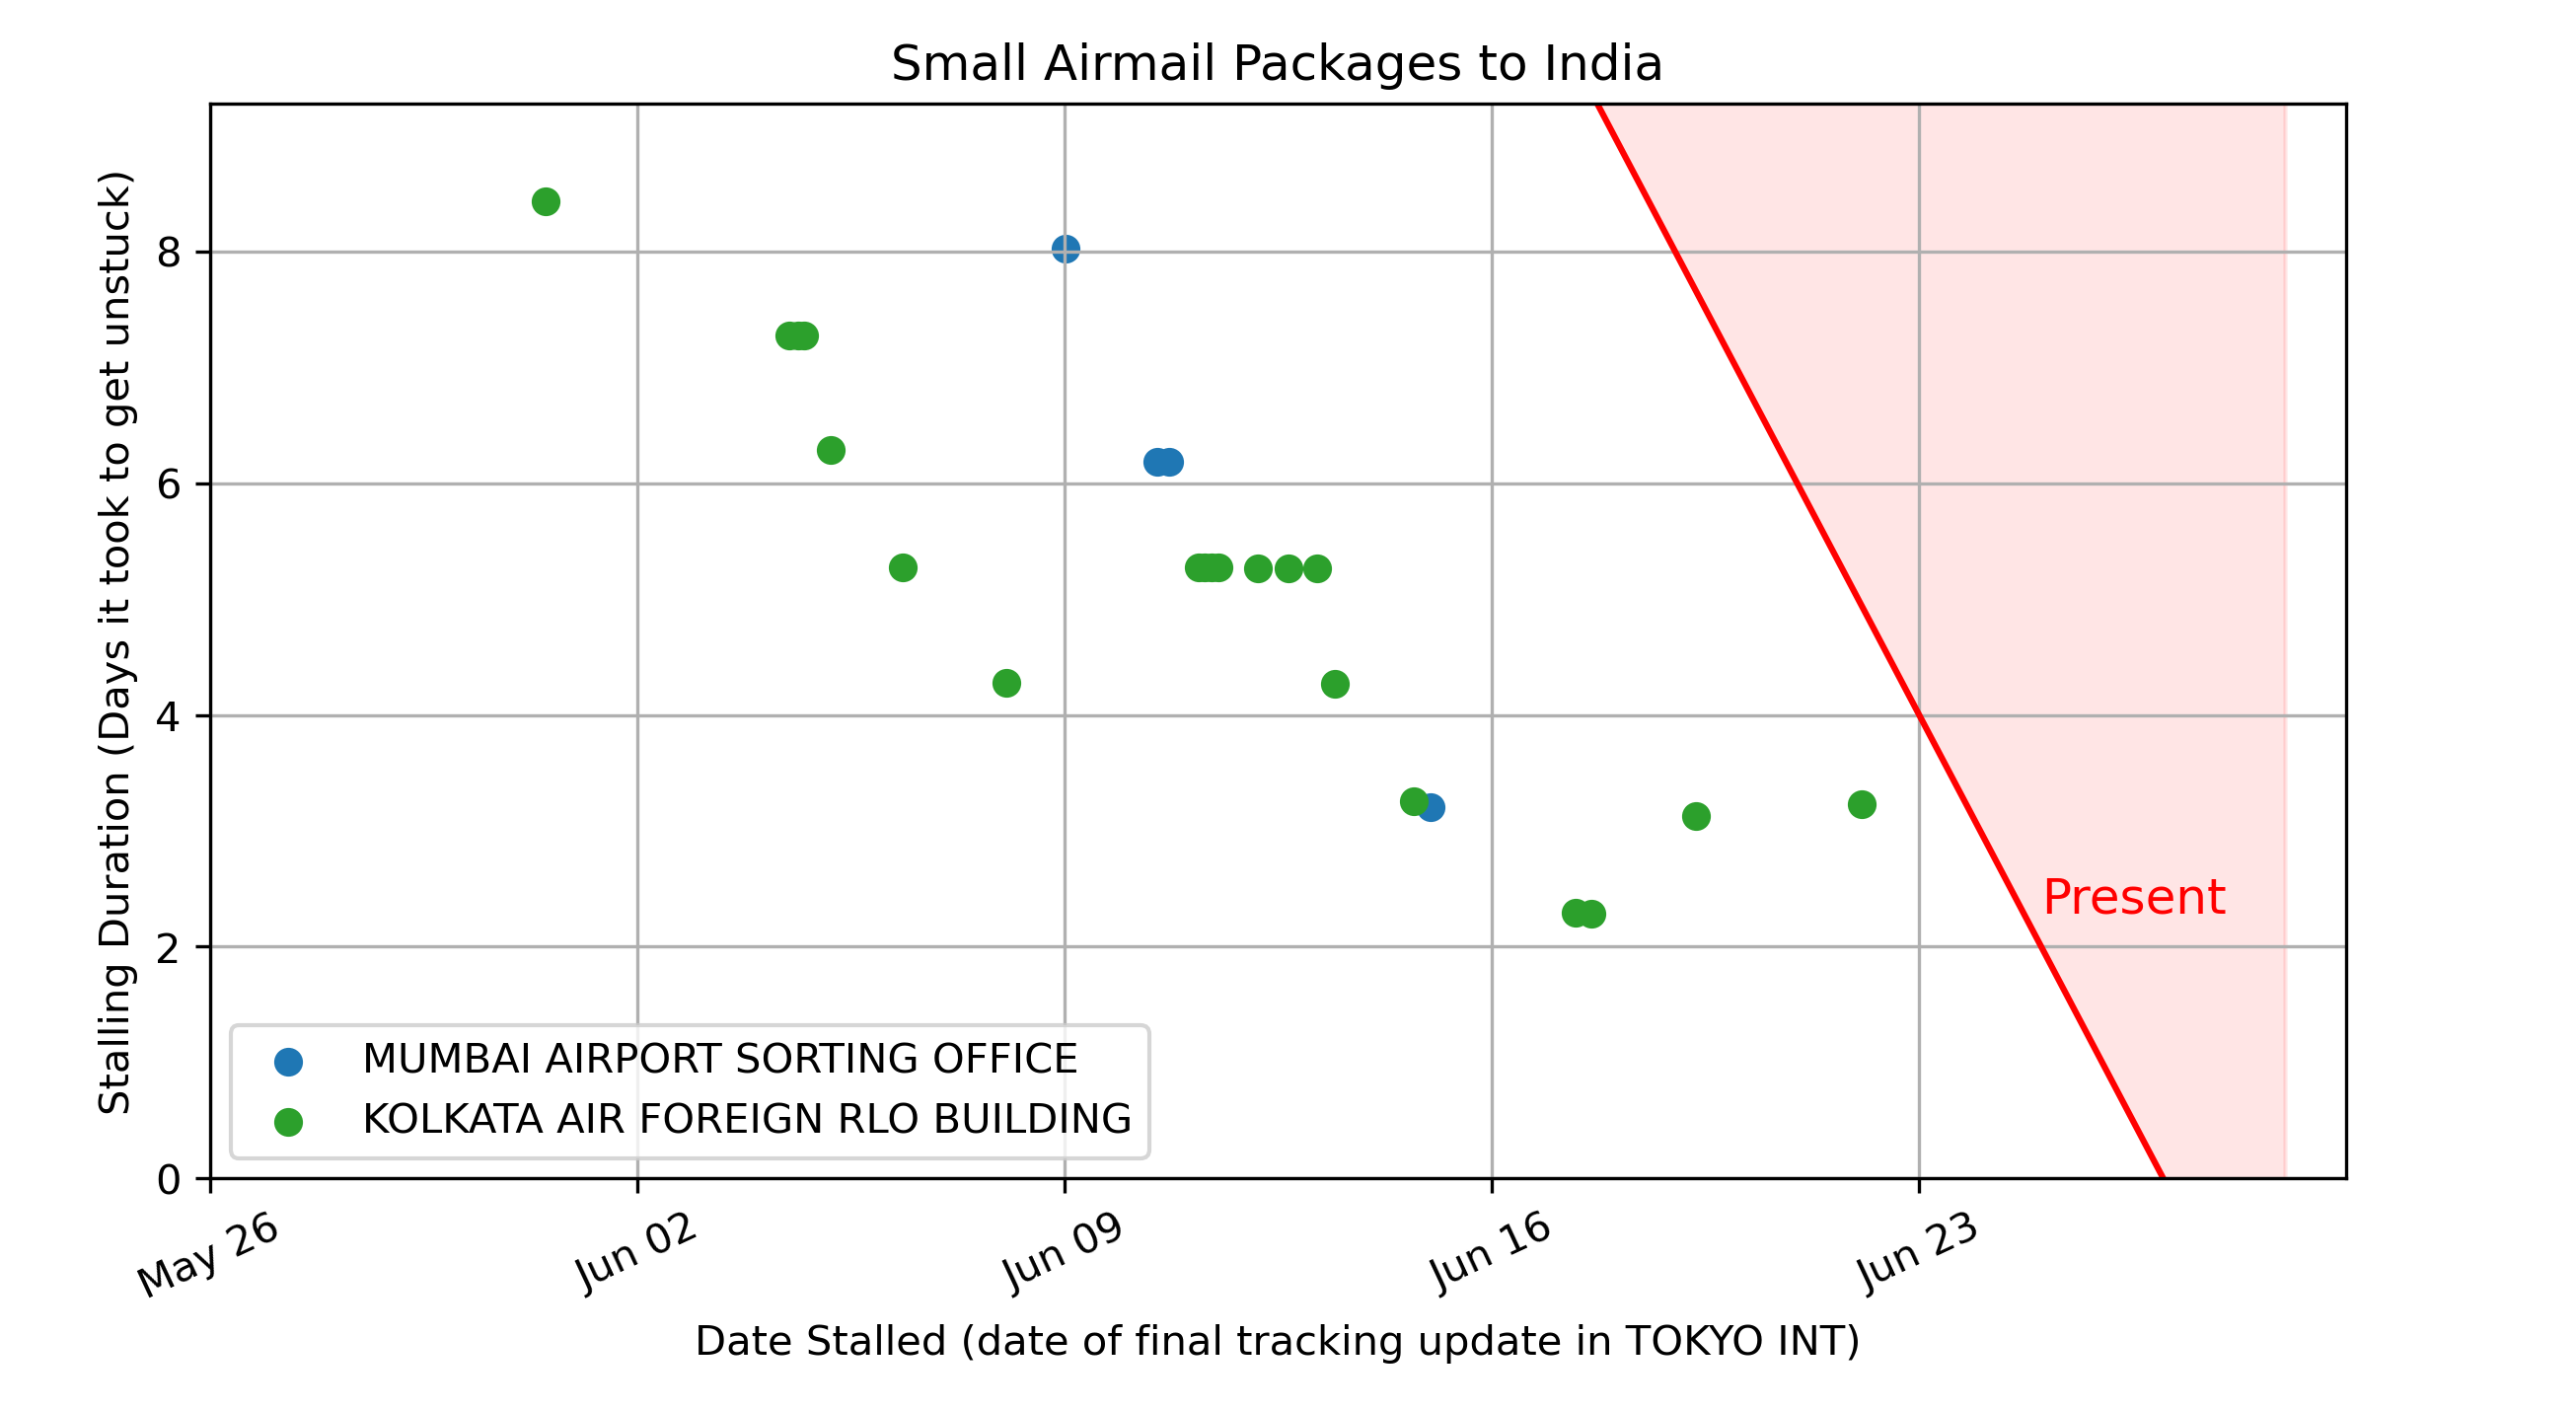 Small Airmail Packages to India
Stalling Duration (Days it took to get unstuck)
8
6
4
2
0
Present
MUMBAI AIRPORT SORTING OFFICE
KOLKATA AIR FOREIGN RLO BUILDING
May 26
Jun 02
Jun 09
Jun 16
Jun 23
Date Stalled (date of final tracking update in TOKYO INT)